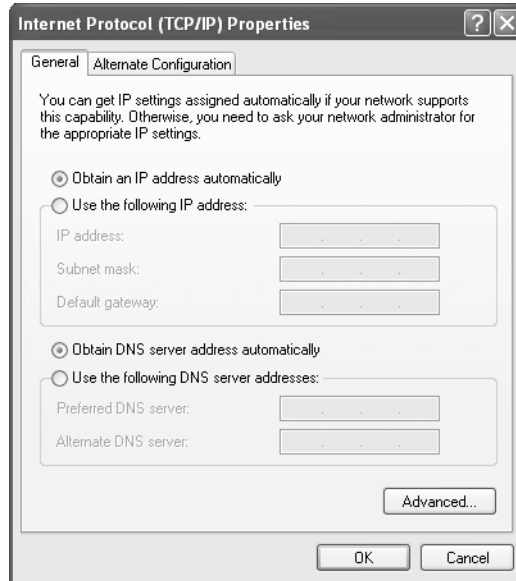 Internet Protocol (TCP/IP) Properties
General
Alternate Configuration
You can get IP settings assigned automatically if your network supports
this capability. Otherwise, you need to ask your network administrator for
the appropriate IP settings.
Obtain an IP address automatically
Use the following IP address:
IP address:
Subnet mask:
Default gateway:
Obtain DNS server address automatically
Use the following DNS server addresses:
Preferred DNS server:
Alternate DNS server:
Advanced...
OK
Cancel